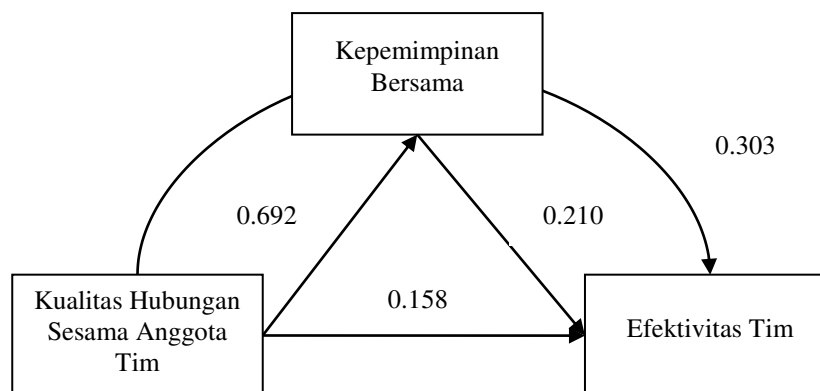 Kepemimpinan
Bersama
0.303
0.692
0.210
Kualitas Hubungan
Sesama Anggota
Tim
0.158
Efektivitas Tim